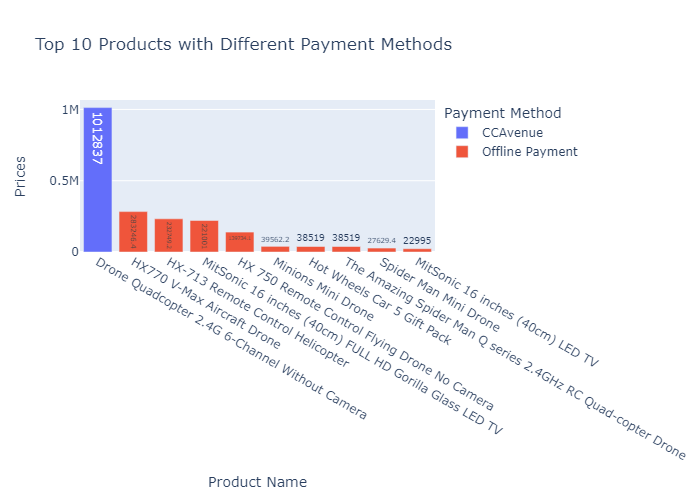 Top 10 Products with Different Payment Methods
Payment Method
CCAvenue
Offline Payment
Prices
1M
0.5M
0
1012837
283246.4
221001
39562.2
38519
38519
27629.4
22995
Drone Quadcopter 2.4G 6-Channel Without Camera
HX770 V-Max Aircraft Drone
HX-713 Remote Control Helicopter
MitSonic 16 inches (40cm) FULL HD Gorilla Glass LED TV
HX 750 Remote Control Flying Drone No Camera
Minions Mini Drone
Hot Wheels Car 5 Gift Pack
The Amazing Spider Man Q series 2.4GHz RC Quad-copter Drone
Spider Man Mini Drone
MitSonic 16 inches (40cm) LED TV
Product Name